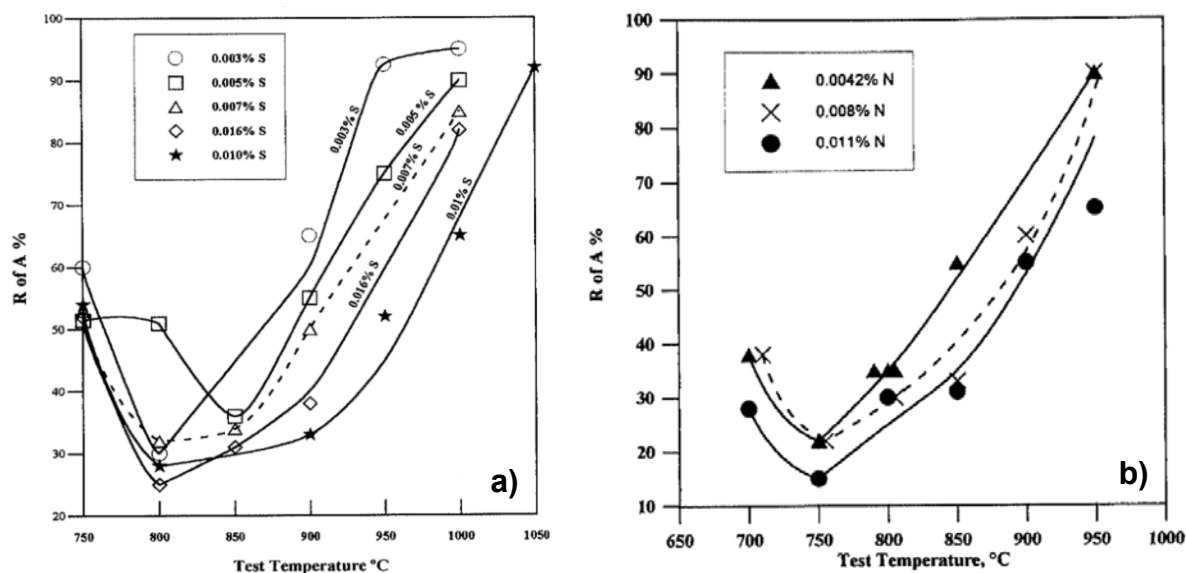 100
90
80
70
60
50
40
30
20
R of A %
750
800
850
900
950
1000
1050
Test Temperature °C
0.003% S
0.005% S
0.007% S
0.016% S
0.010% S
0.003% S
0.005 % S
0.007% S
0.016% S
0.01% S
a)
100
90
80
70
60
50
40
30
20
10
R of A %
650
700
750
800
850
900
950
1000
Test Temperature, °C
0.0042% N
0.008% N
0.011% N
b)